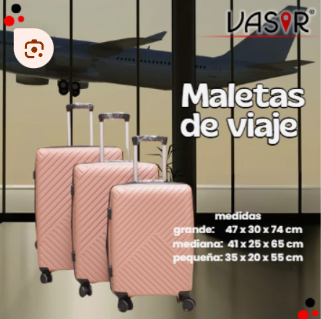 VASIR®
Maletas
de viaje
medidas
grande: 47 x 30 x 74 cm
mediana: 41 x 25 x 65 cm
pequeña: 35 x 20 x 55 cm